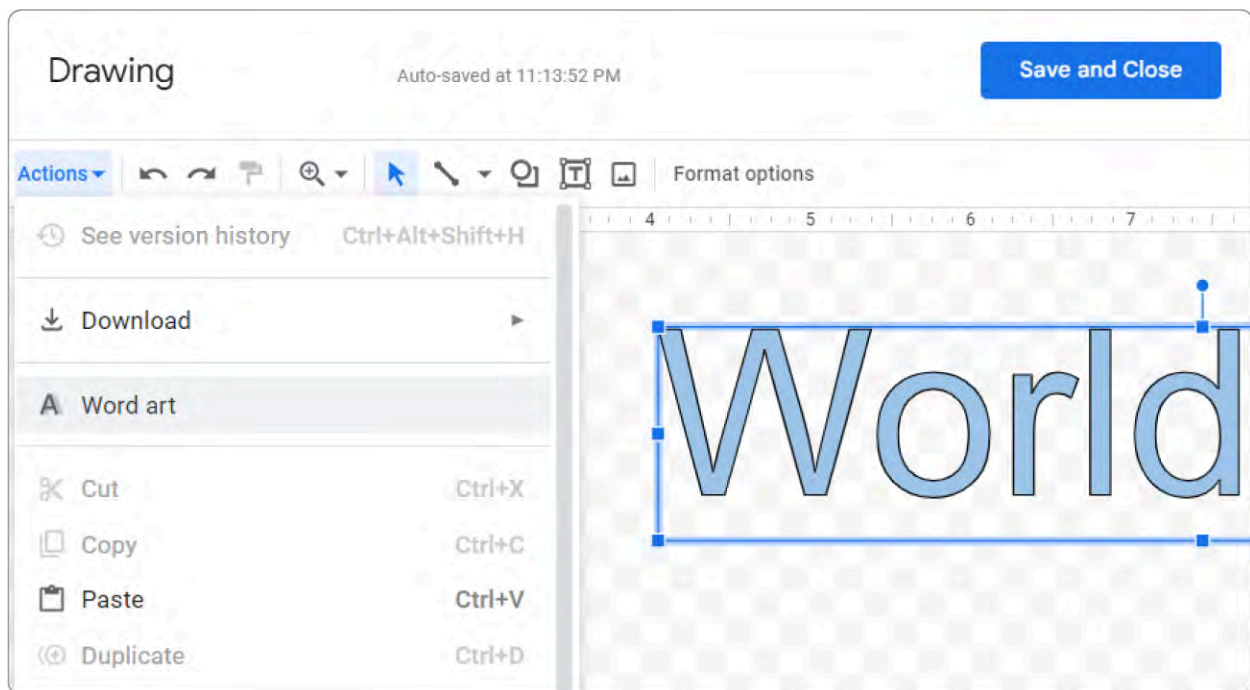 Drawing
Auto-saved at 11:13:52 PM
Save and Close
Actions
Format options
4 5 6 7
See version history Ctrl+Alt+Shift+H
Download
A Word art
Cut Ctrl+X
Copy Ctrl+C
Paste Ctrl+V
Duplicate Ctrl+D
World